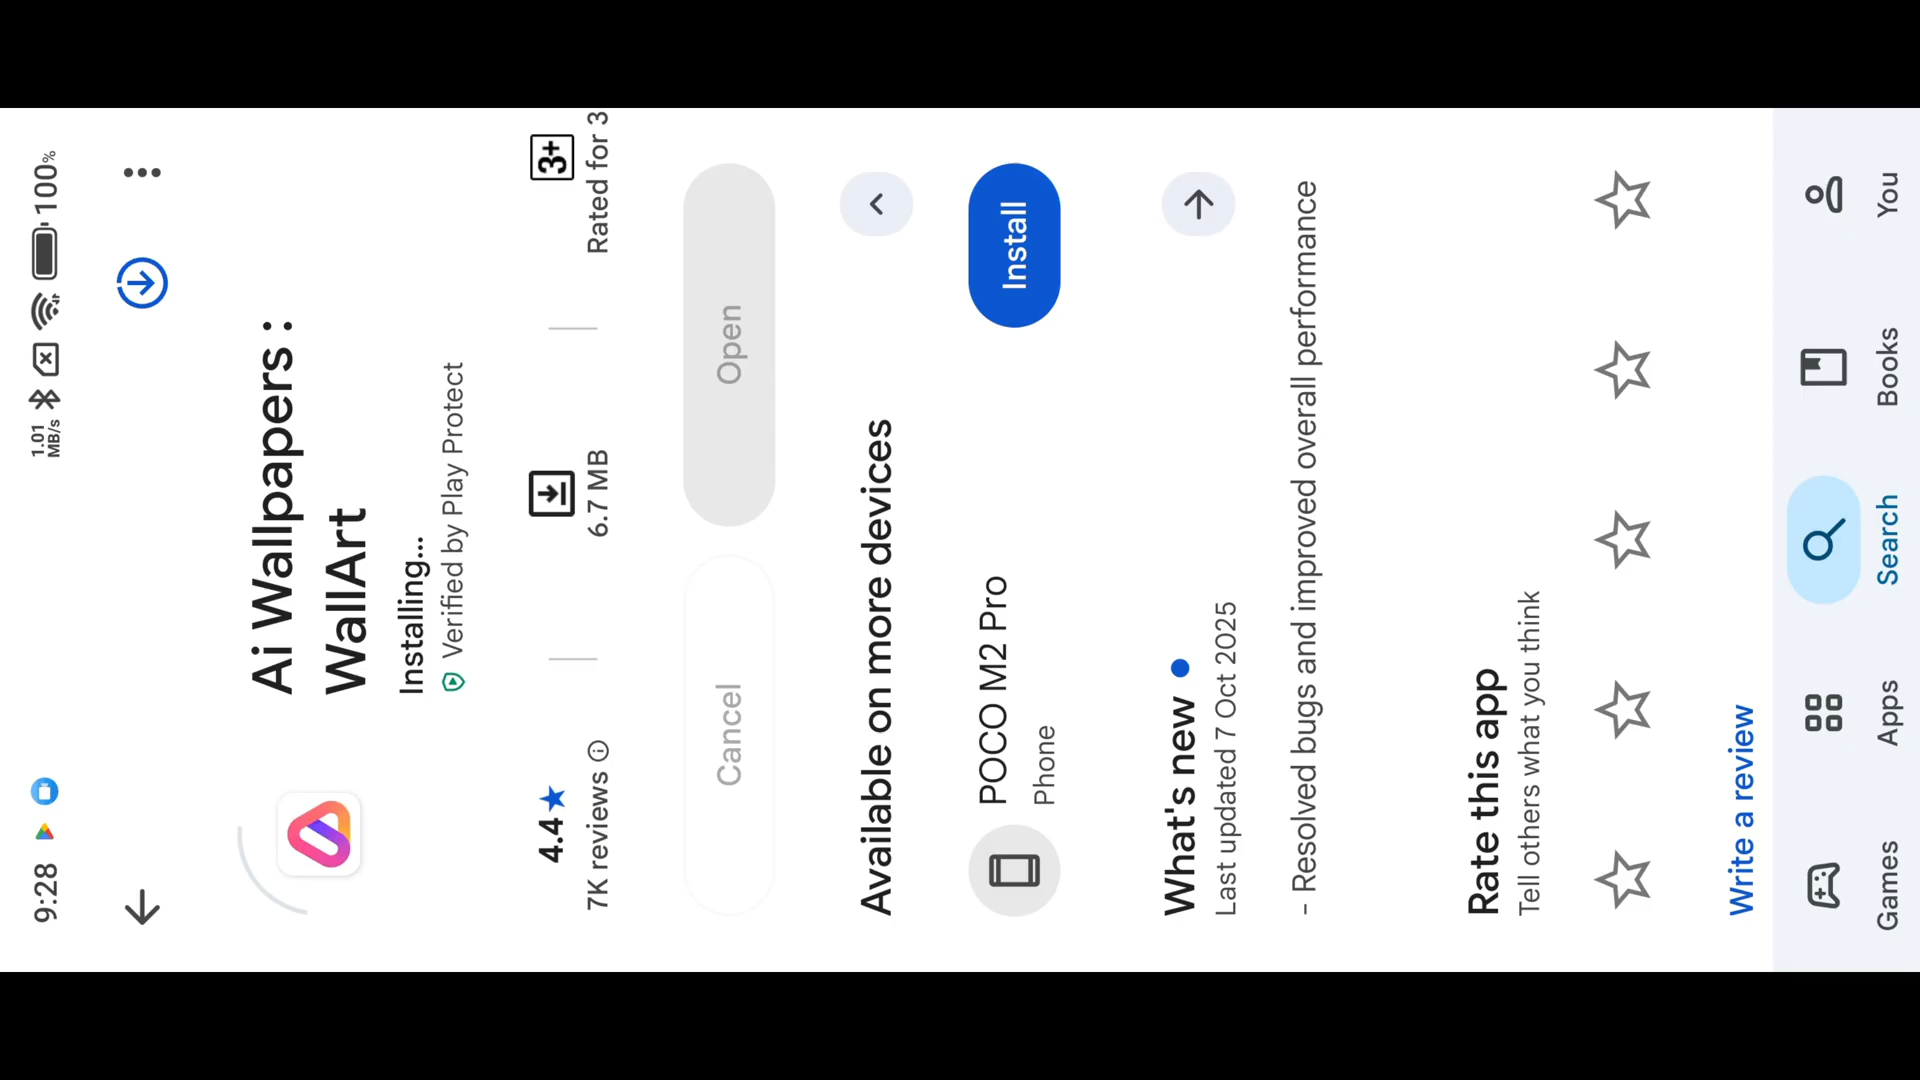 9:28
1.01 MB/s
100%
Ai Wallpapers :
WallArt
Installing...
Verified by Play Protect
4.4★
7K reviews
6.7 MB
3+
Rated for 3
Cancel
Open
Available on more devices
POCO M2 Pro
Phone
Install
What's new
Last updated 7 Oct 2025
- Resolved bugs and improved overall performance
Rate this app
Tell others what you think
Write a review
Games
Apps
Search
Books
You